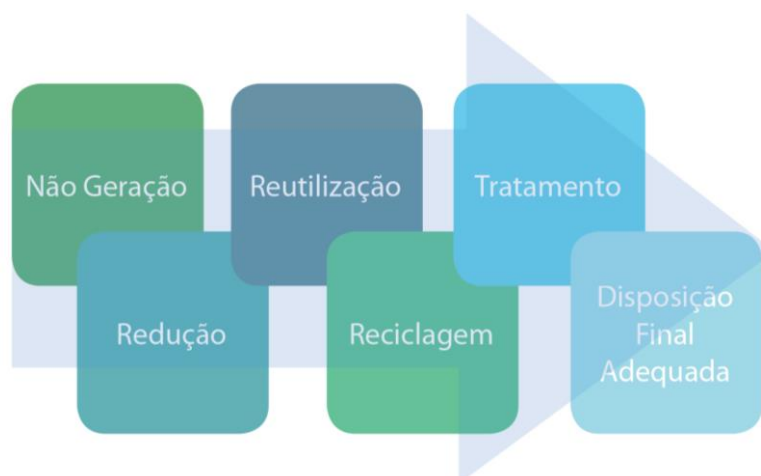 Não Geração
Redução
Reutilização
Reciclagem
Tratamento
Disposição
Final
Adequada